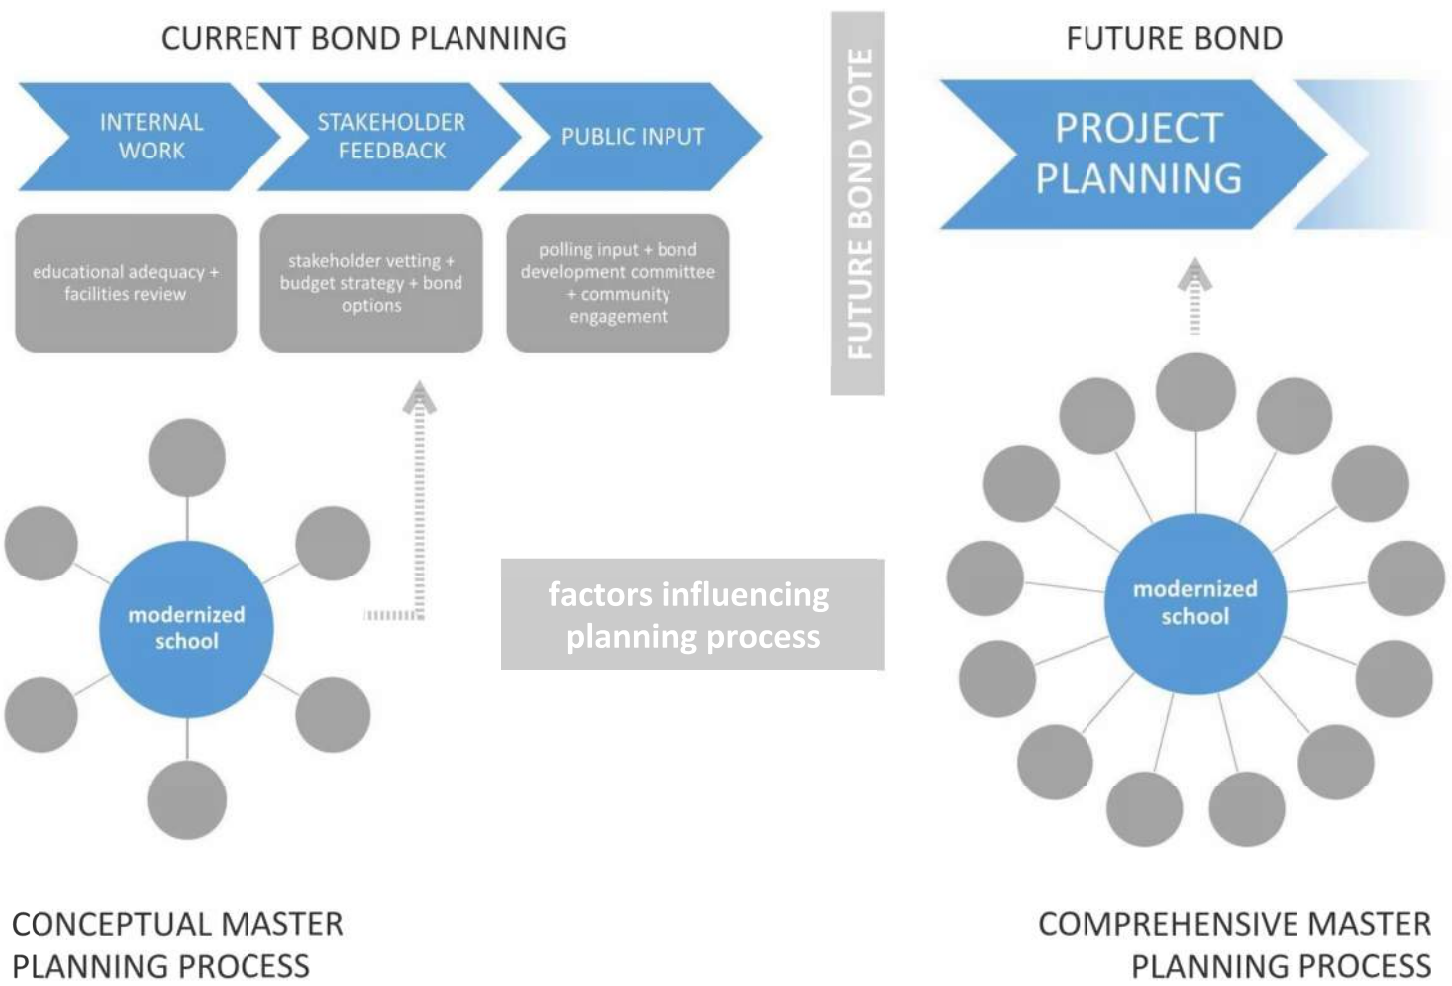 CURRENT BOND PLANNING
INTERNAL
WORK
STAKEHOLDER
FEEDBACK
PUBLIC INPUT
educational adequacy +
facilities review
stakeholder vetting +
budget strategy + bond
options
polling input + bond
development committee
+ community
engagement
FUTURE BOND VOTE
FUTURE BOND
PROJECT
PLANNING
modernized
school
factors influencing
planning process
modernized
school
CONCEPTUAL MASTER
PLANNING PROCESS
COMPREHENSIVE MASTER
PLANNING PROCESS